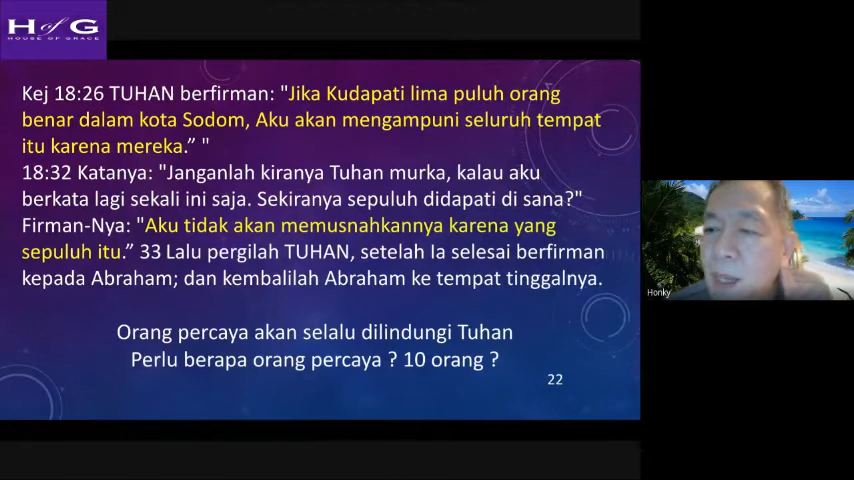 H of G
HOUSE OF GRACE
Kej 18:26 TUHAN berfirman: "Jika Kudapati lima puluh orang
benar dalam kota Sodom, Aku akan mengampuni seluruh tempat
itu karena mereka.” "
18:32 Katanya: "Janganlah kiranya Tuhan murka, kalau aku
berkata lagi sekali ini saja. Sekiranya sepuluh didapati di sana?"
Firman-Nya: "Aku tidak akan memusnahkannya karena yang
sepuluh itu.” 33 Lalu pergilah TUHAN, setelah Ia selesai berfirman
kepada Abraham; dan kembalilah Abraham ke tempat tinggalnya.
Orang percaya akan selalu dilindungi Tuhan
Perlu berapa orang percaya ? 10 orang ?
22
Honky